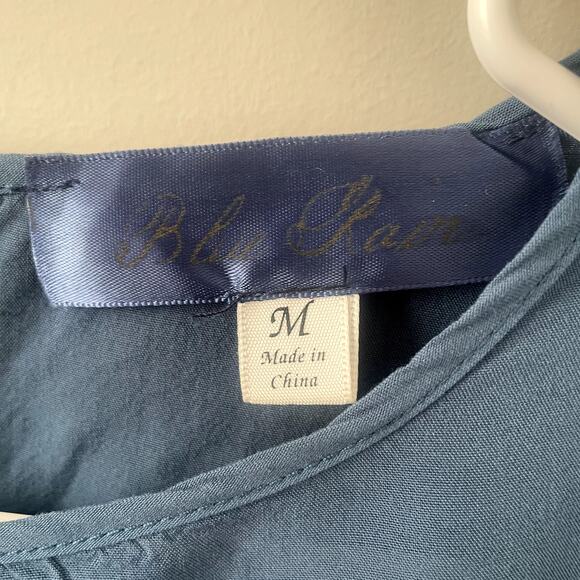 Blu Pepper
M
Made in
China